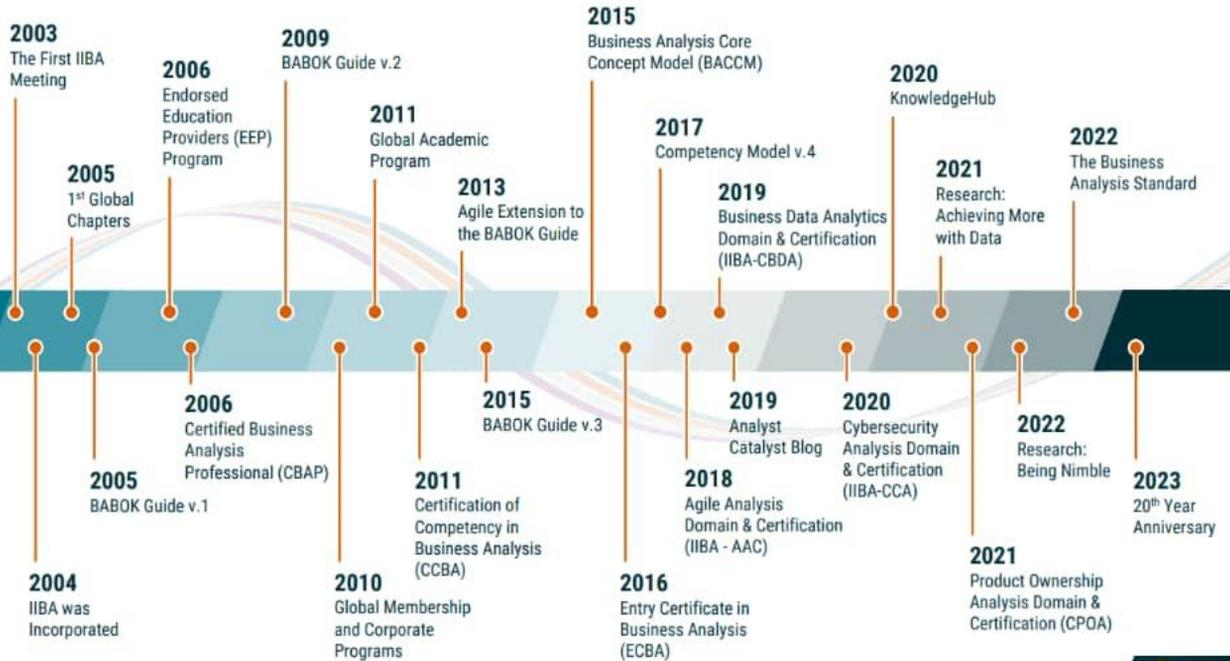 2003
The First IIBA
Meeting
2005
1st Global
Chapters
2006
Endorsed
Education
Providers (EEP)
Program
2009
BABOK Guide v.2
2011
Global Academic
Program
2013
Agile Extension to
the BABOK Guide
2015
Business Analysis Core
Concept Model (BACCM)
2017
Competency Model v.4
2019
Business Data Analytics
Domain & Certification
(IIBA-CBDA)
2020
KnowledgeHub
2021
Research:
Achieving More
with Data
2022
The Business
Analysis Standard
2004
IIBA was
Incorporated
2005
BABOK Guide v.1
2006
Certified Business
Analysis
Professional (CBAP)
2010
Global Membership
and Corporate
Programs
2011
Certification of
Competency in
Business Analysis
(CCBA)
2015
BABOK Guide v.3
2016
Entry Certificate in
Business Analysis
(ECBA)
2018
Agile Analysis
Domain & Certification
(IIBA - AAC)
2019
Analyst
Catalyst Blog
2020
Cybersecurity
Analysis Domain
& Certification
(IIBA-CCA)
2021
Product Ownership
Analysis Domain &
Certification (CPOA)
2022
Research:
Being Nimble
2023
20th Year
Anniversary